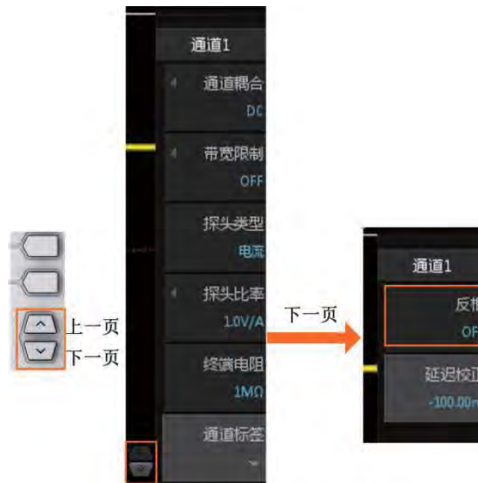 上一页
下一页
通道1
通道耦合
DC
带宽限制
OFF
探头类型
电流
探头比率
1.0V/A
终端电阻
1MΩ
通道标签
下一页
通道1
反相
OF
延迟校正
-100.00n